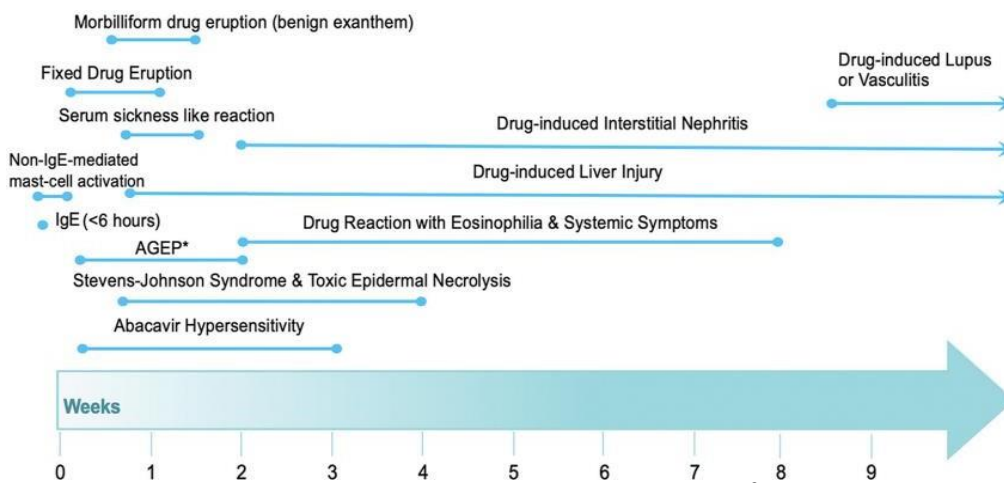 Morbilliform drug eruption (benign exanthem)
Drug-induced Lupus
or Vasculitis
Fixed Drug Eruption
Serum sickness like reaction
Drug-induced Interstitial Nephritis
Non-IgE-mediated
mast-cell activation
Drug-induced Liver Injury
IgE (<6 hours)
Drug Reaction with Eosinophilia & Systemic Symptoms
AGEP*
Stevens-Johnson Syndrome & Toxic Epidermal Necrolysis
Abacavir Hypersensitivity
Weeks
0 1 2 3 4 5 6 7 8 9